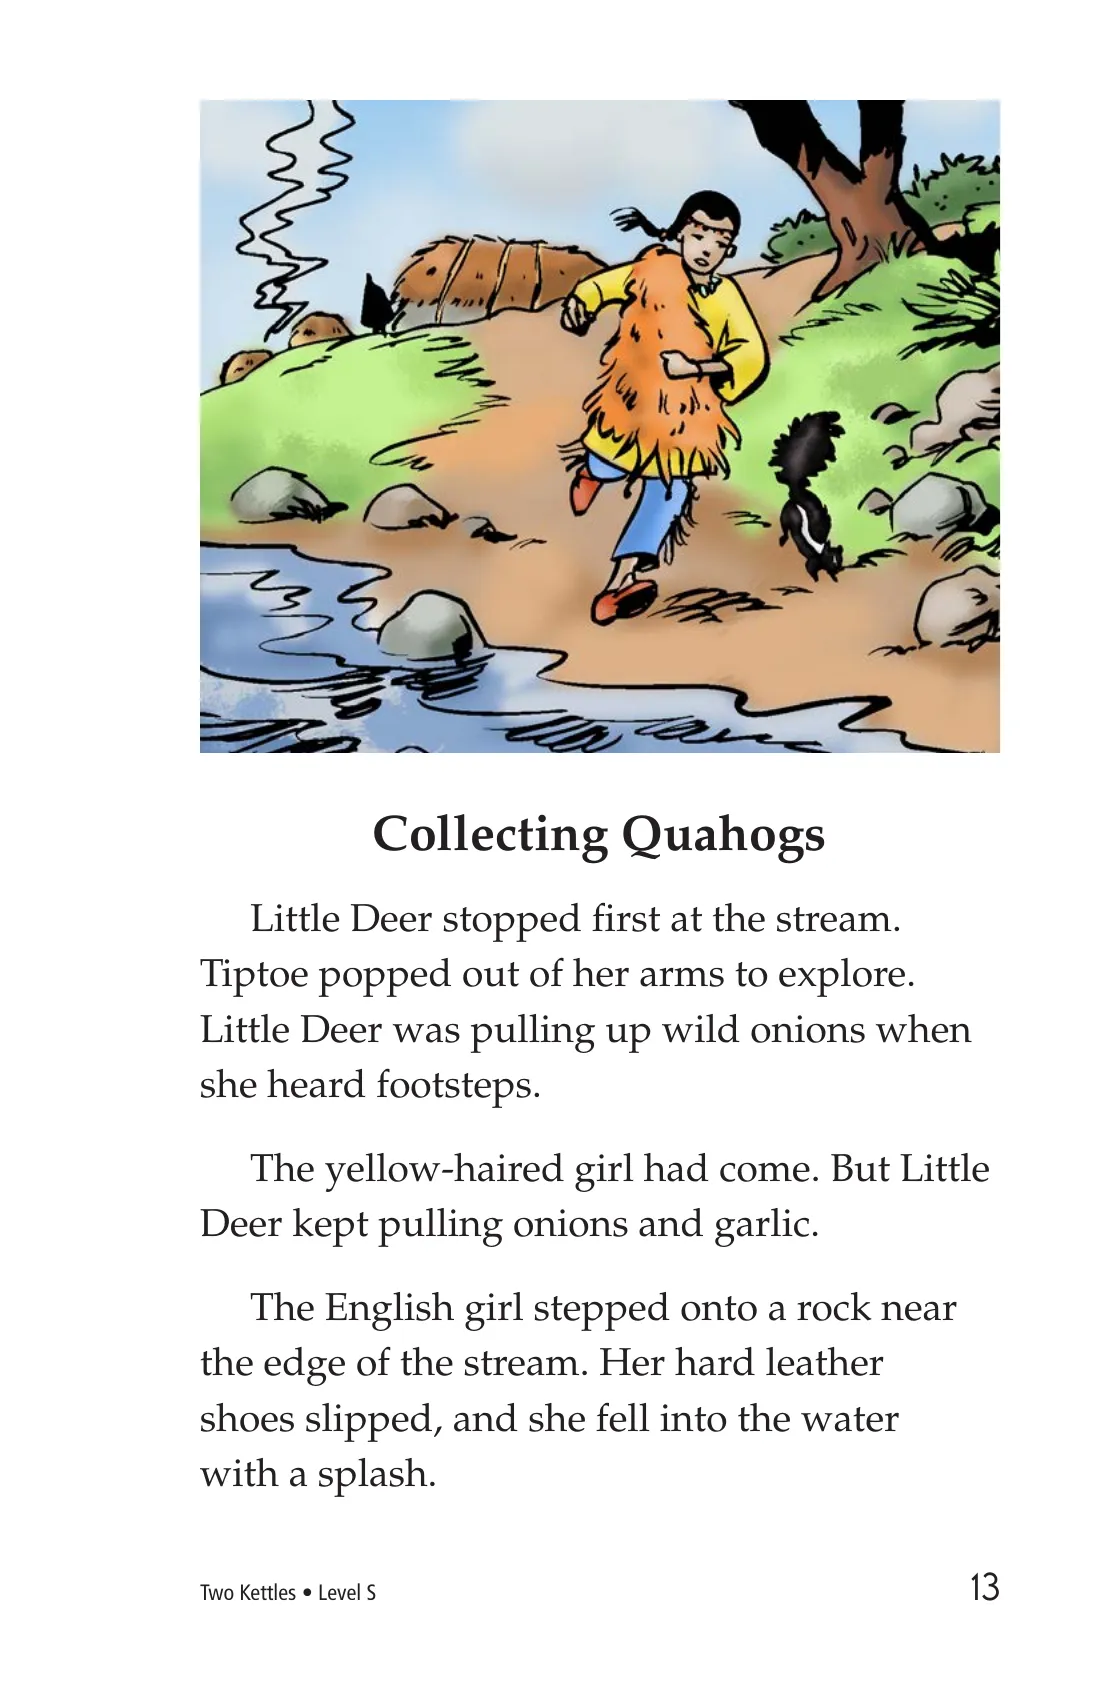 Collecting Quahogs
Little Deer stopped first at the stream.
Tiptoe popped out of her arms to explore.
Little Deer was pulling up wild onions when
she heard footsteps.
The yellow-haired girl had come. But Little
Deer kept pulling onions and garlic.
The English girl stepped onto a rock near
the edge of the stream. Her hard leather
shoes slipped, and she fell into the water
with a splash.
Two Kettles • Level S
13